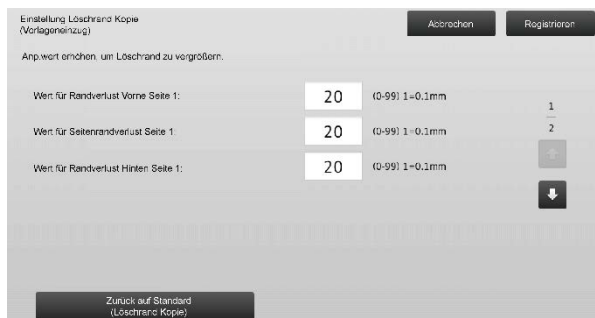 Einstellung Löschrand Kopie
(Vorlageneinzug)
Abbrechen
Registrieren
Anp.wert erhöhen, um Löschrand zu vergrößern.
Wert für Randverlust Vorne Seite 1: 20 (0-99) 1=0.1mm
Wert für Seitenrandverlust Seite 1: 20 (0-99) 1=0.1mm
Wert für Randverlust Hinten Seite 1: 20 (0-99) 1=0.1mm
1
2
Zurück auf Standard
(Löschrand Kopie)